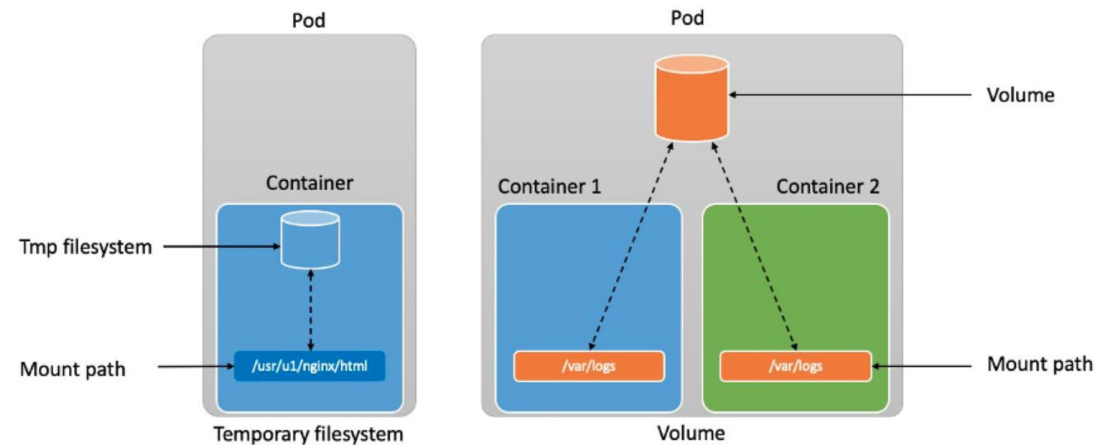 Pod
Container
Tmp filesystem
Mount path
/usr/u1/nginx/html
Temporary filesystem
Pod
Volume
Container 1
Container 2
/var/logs
/var/logs
Mount path
Volume